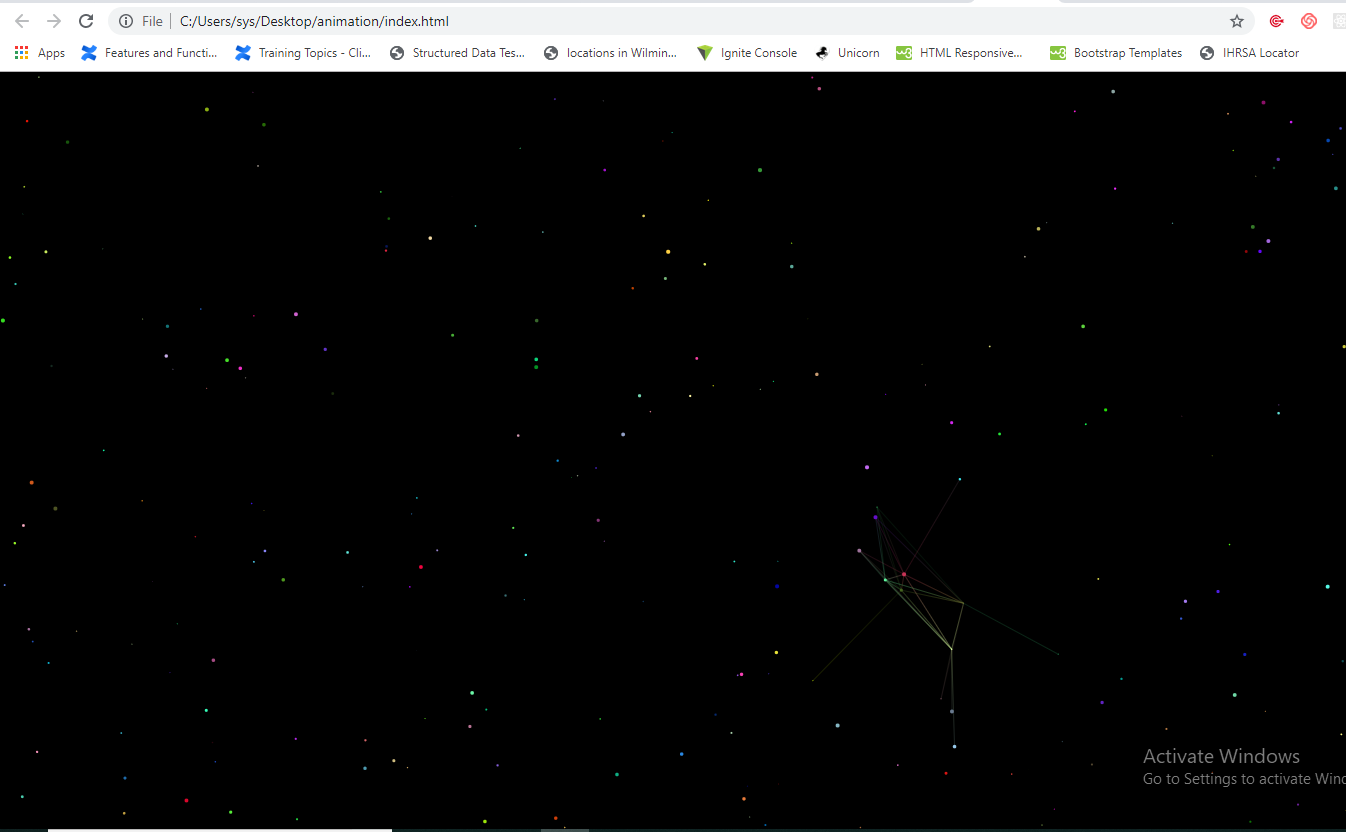 File | C:/Users/sys/Desktop/animation/index.html
Apps Features and Functi... Training Topics - Cli... Structured Data Tes... locations in Wilmin... Ignite Console Unicorn HTML Responsive... Bootstrap Templates IHRSA Locator
Activate Windows
Go to Settings to activate Wind